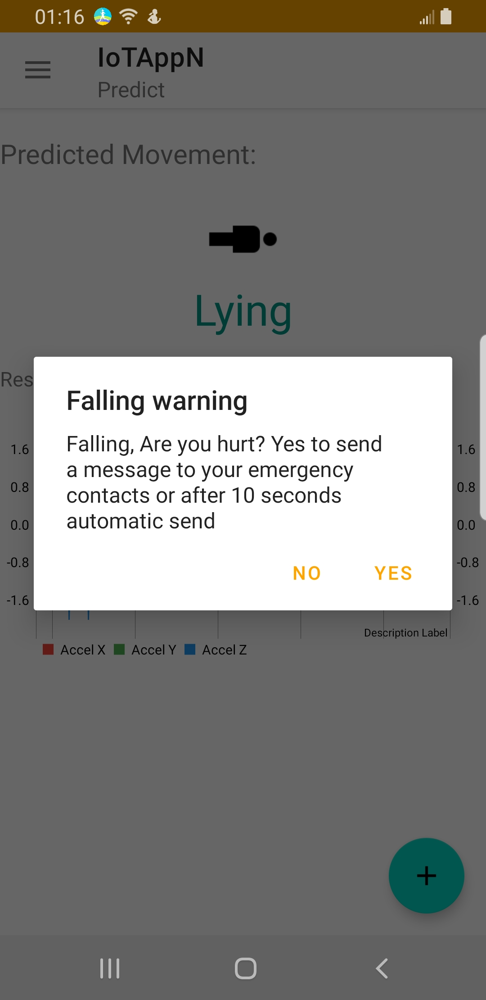 01:16
IoTAppN
Predict
Predicted Movement:
Lying
Res
Falling warning
Falling, Are you hurt? Yes to send
a message to your emergency
contacts or after 10 seconds
automatic send
NO YES
1.6 1.6
0.8 0.8
0.0 0.0
-0.8 -0.8
-1.6 -1.6
Description Label
Accel X Accel Y Accel Z